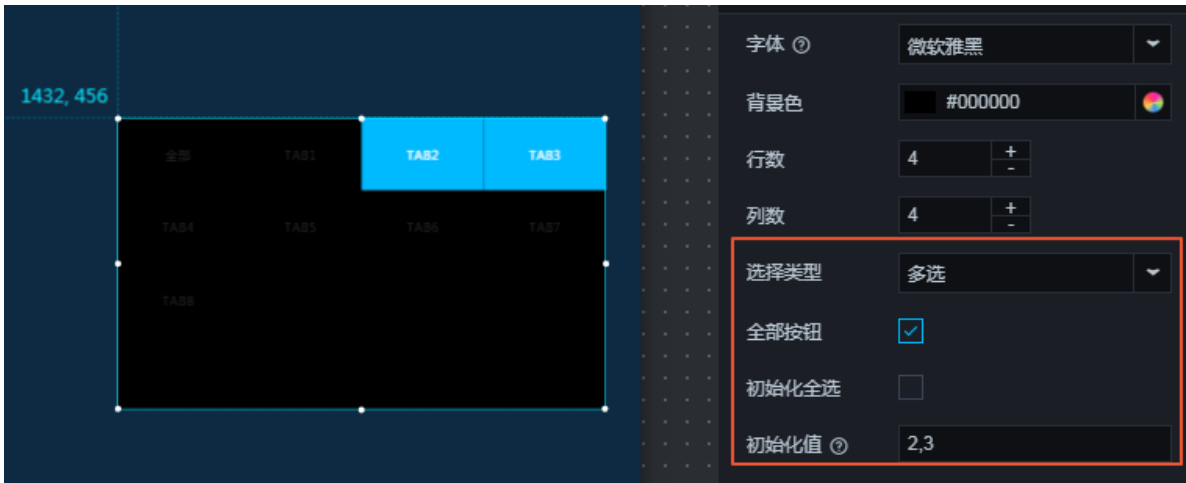 1432, 456
全部 TAB1 TAB2 TAB3
TAB4 TAB5 TAB6 TAB7
TAB8
字体
微软雅黑
背景色
#000000
行数
4
+
-
列数
4
+
-
选择类型
多选
全部按钮
初始化全选
初始化值
2,3